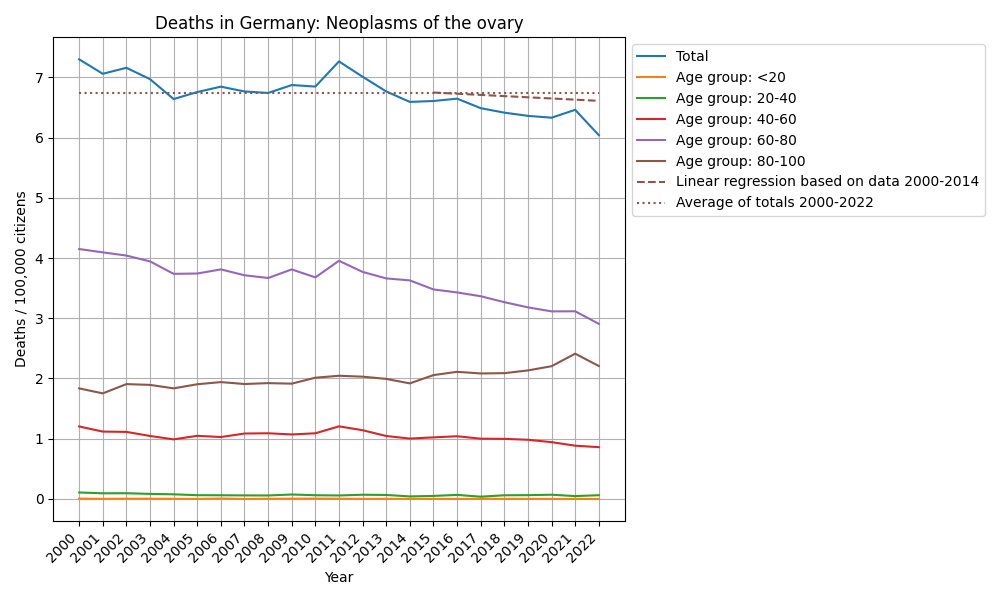 Deaths in Germany: Neoplasms of the ovary
Total
Age group: <20
Age group: 20-40
Age group: 40-60
Age group: 60-80
Age group: 80-100
Linear regression based on data 2000-2014
Average of totals 2000-2022
Deaths / 100,000 citizens
7
6
5
4
3
2
1
0
2000
2001
2002
2003
2004
2005
2006
2007
2008
2009
2010
2011
2012
2013
2014
2015
2016
2017
2018
2019
2020
2021
2022
Year